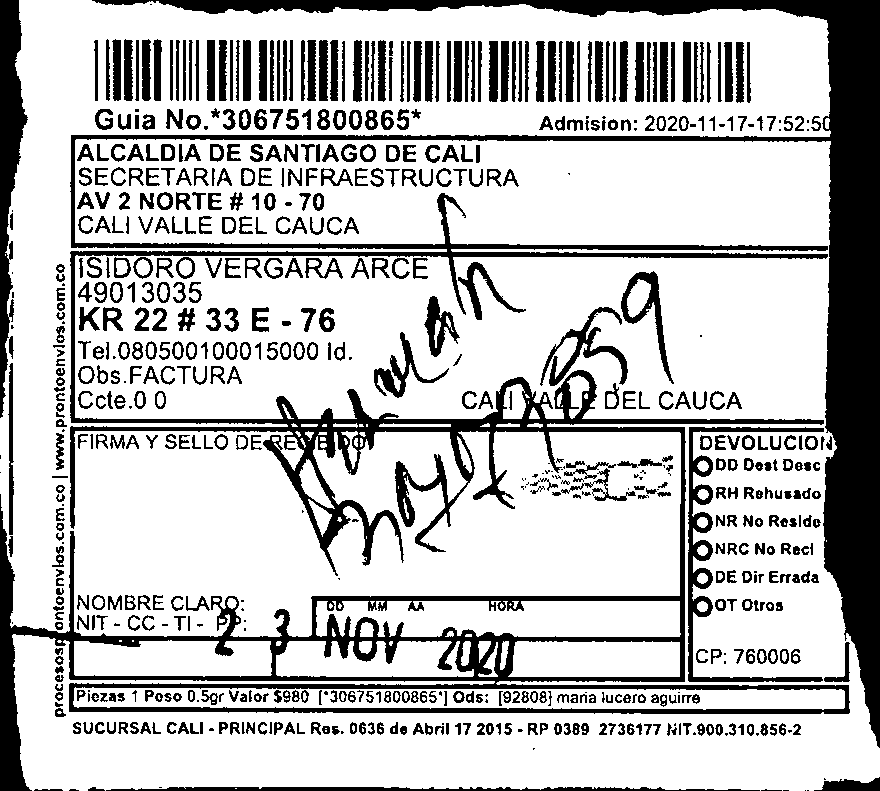 Guia No.*306751800865*
Admision: 2020-11-17-17:52:50
ALCALDIA DE SANTIAGO DE CALI
SECRETARIA DE INFRAESTRUCTURA
AV 2 NORTE # 10 - 70
CALI VALLE DEL CAUCA
ISIDORO VERGARA ARCE
49013035
KR 22 # 33 E - 76
Tel.080500100015000 Id.
Obs.FACTURA
Ccte.0 0
CALI VALLE DEL CAUCA
FIRMA Y SELLO DE RECIBIDO
DEVOLUCION
DD Dest Desc
RH Rehusado
NR No Reside
NRC No Recl
DE Dir Errada
OT Otros
CP: 760006
NOMBRE CLARO:
NIT - CC - TI - PP:
DD MM AA HORA
23 NOV 2020
Piezas 1 Peso 0.5gr Valor $980 [*306751800865*] Ods: [92808] maria lucero aguirre
SUCURSAL CALI - PRINCIPAL Res. 0636 de Abril 17 2015 - RP 0389 2736177 NIT.900.310.856-2
procesosprontoenvios.com.co | www.prontoenvios.com.co